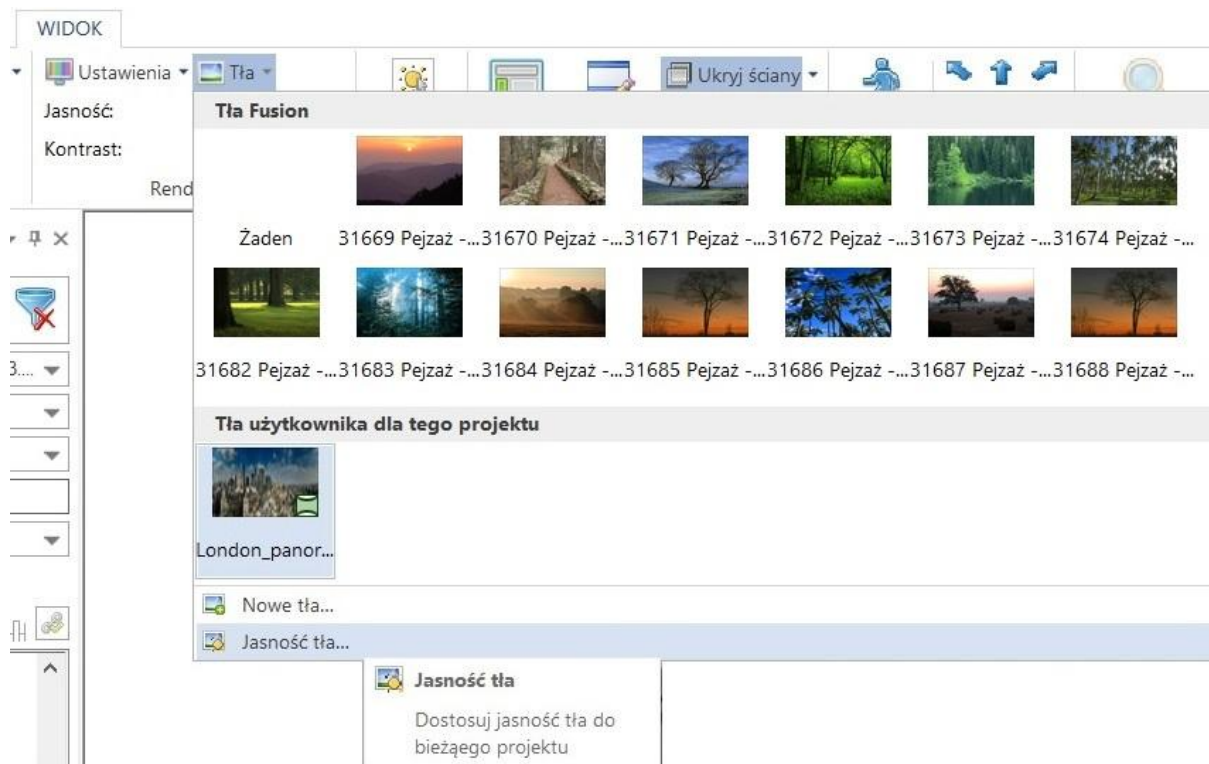 WIDOK
Ustawienia Tła Ukryj ściany
Jasność:
Kontrast:
Rend
Tła Fusion
Żaden 31669 Pejzaż -... 31670 Pejzaż -... 31671 Pejzaż -... 31672 Pejzaż -... 31673 Pejzaż -... 31674 Pejzaż -...
3....
31682 Pejzaż -... 31683 Pejzaż -... 31684 Pejzaż -... 31685 Pejzaż -... 31686 Pejzaż -... 31687 Pejzaż -... 31688 Pejzaż -...
Tła użytkownika dla tego projektu
London_panor...
Nowe tła...
Jasność tła...
Jasność tła
Dostosuj jasność tła do
bieżąego projektu